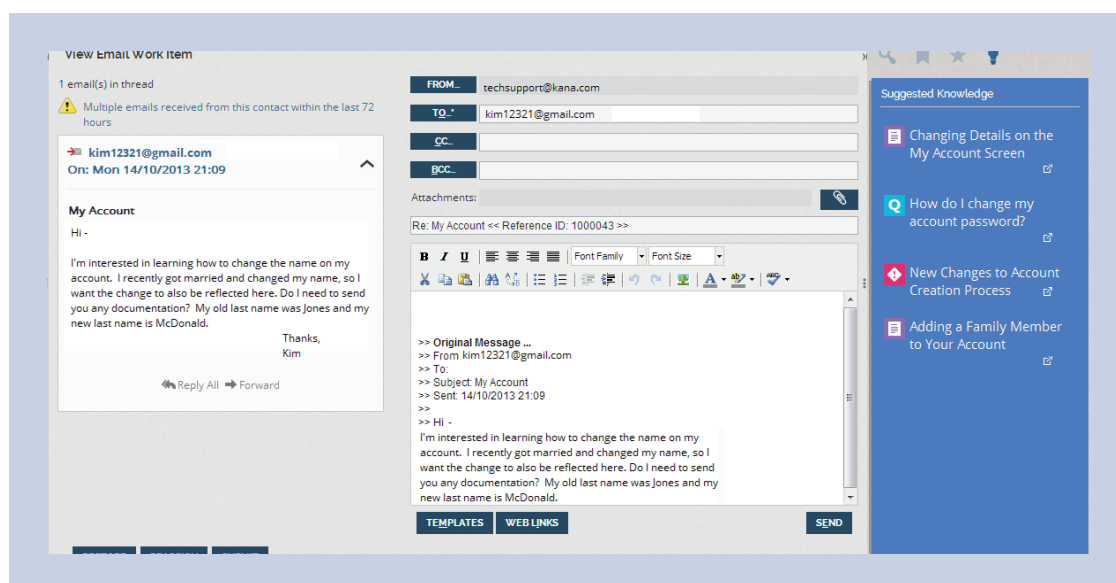 View Email Work Item
1 email(s) in thread
Multiple emails received from this contact within the last 72
hours
kim12321@gmail.com
On: Mon 14/10/2013 21:09
My Account
Hi -
I'm interested in learning how to change the name on my
account. I recently got married and changed my name, so I
want the change to also be reflected here. Do I need to send
you any documentation? My old last name was Jones and my
new last name is McDonald.
Thanks,
Kim
Reply All Forward
FROM... techsupport@kana.com
TO...* kim12321@gmail.com
CC...
BCC...
Attachments:
Re: My Account << Reference ID: 1000043 >>
B I U Font Family Font Size
>> Original Message ...
>> From kim12321@gmail.com
>> To:
>> Subject: My Account
>> Sent: 14/10/2013 21:09
>>
>> Hi -
I'm interested in learning how to change the name on my
account. I recently got married and changed my name, so I
want the change to also be reflected here. Do I need to send
you any documentation? My old last name was Jones and my
new last name is McDonald.
TEMPLATES WEB LINKS SEND
Suggested Knowledge
Changing Details on the
My Account Screen
Q How do I change my
account password?
New Changes to Account
Creation Process
Adding a Family Member
to Your Account